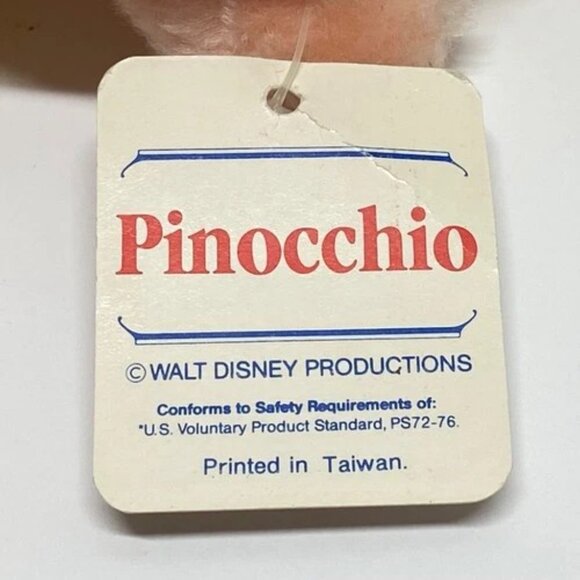 Pinocchio
© WALT DISNEY PRODUCTIONS
Conforms to Safety Requirements of:
*U.S. Voluntary Product Standard, PS72-76.
Printed in Taiwan.